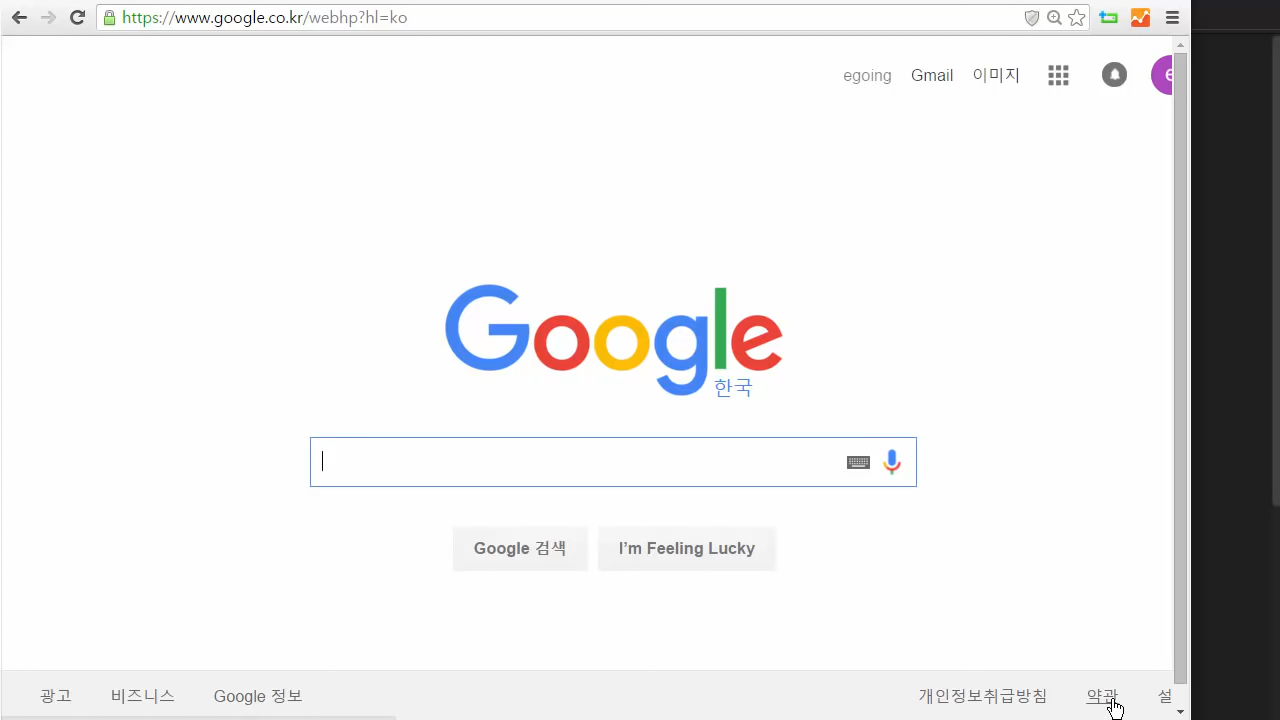 https://www.google.co.kr/webhp?hl=ko
egoing Gmail 이미지 e
Google
한국
Google 검색 I'm Feeling Lucky
광고 비즈니스 Google 정보 개인정보취급방침 약관 설